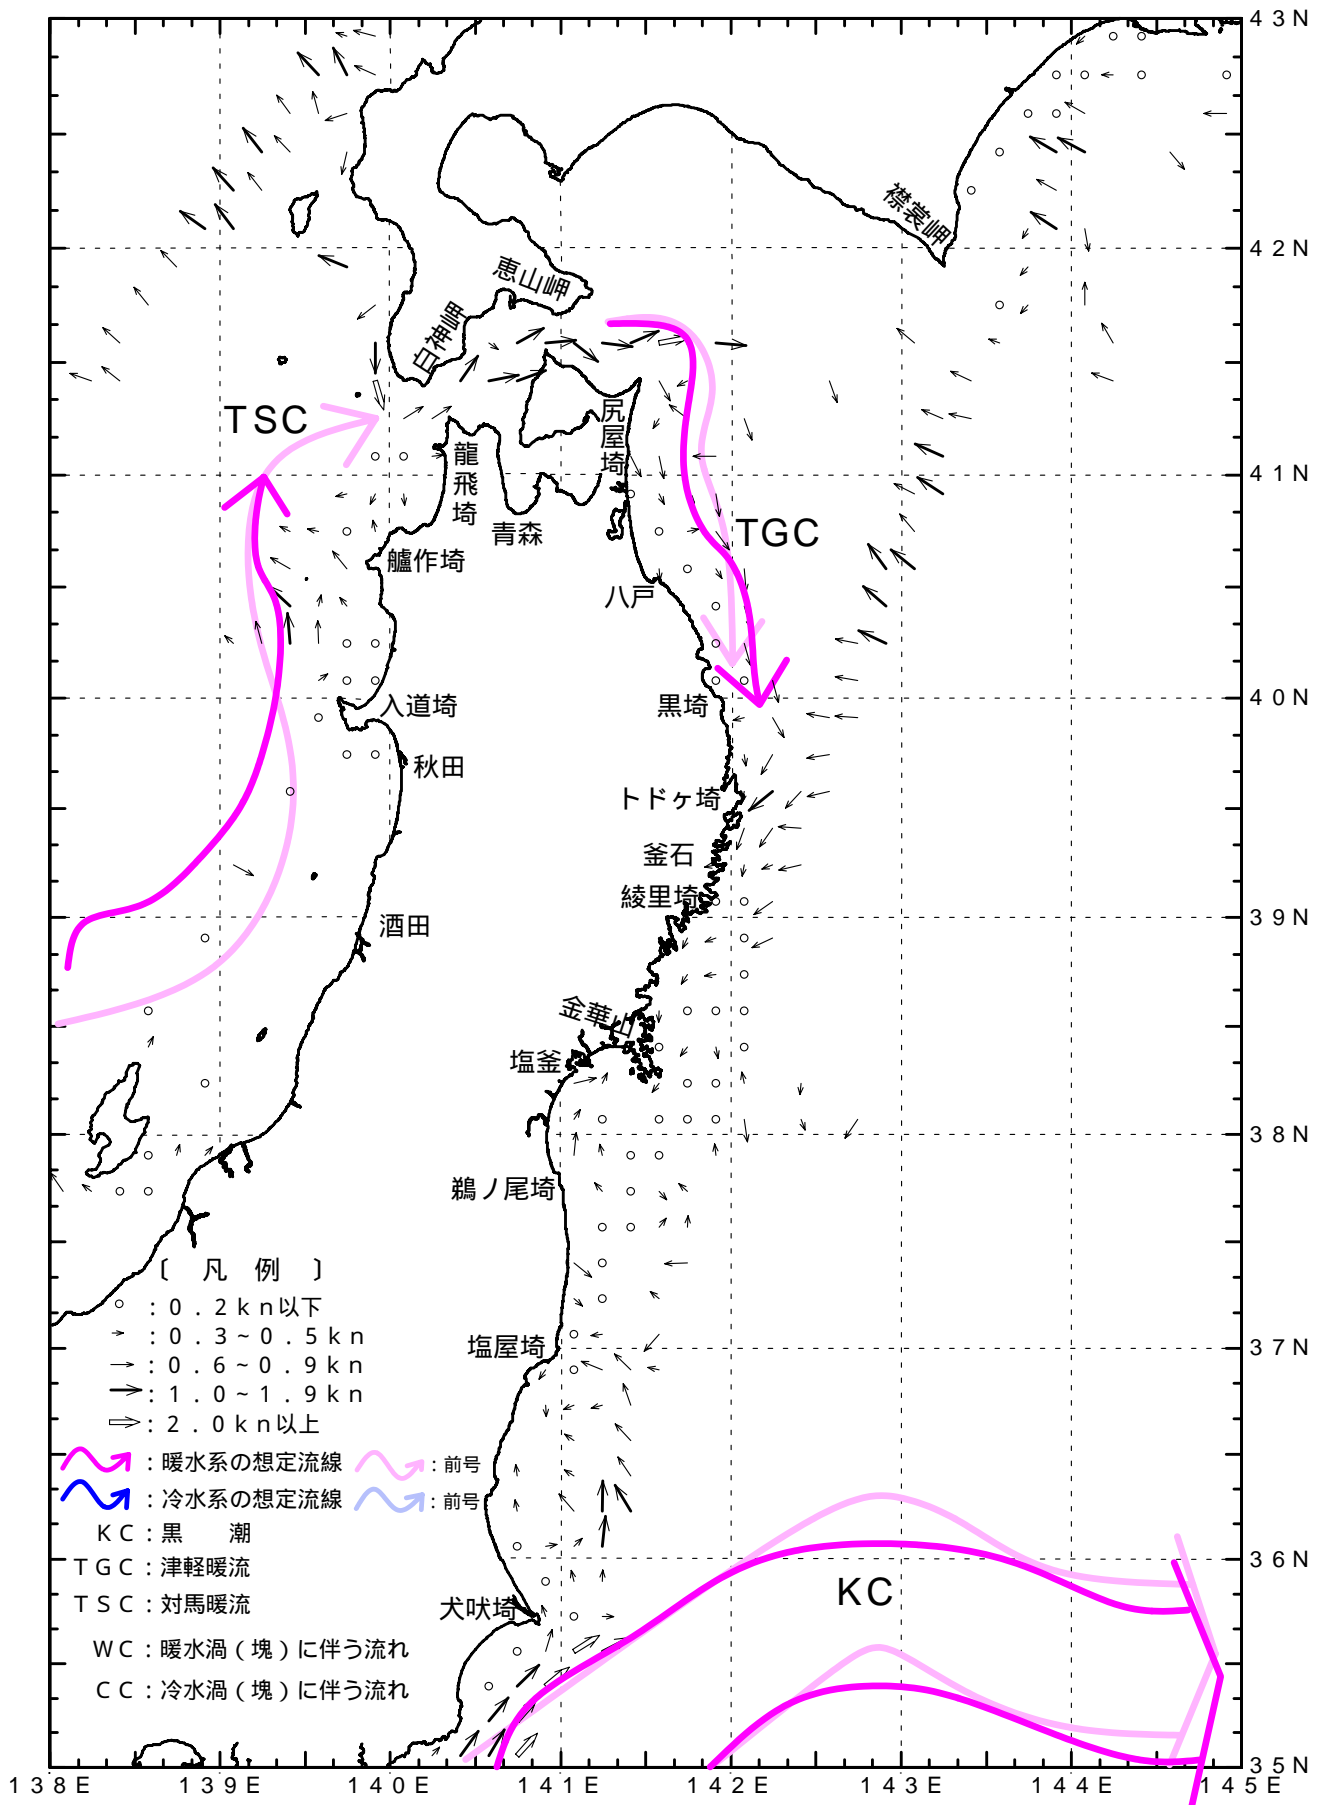 43N
襟裳岬
42N
恵山岬
白神岬
TSC
尻屋埼
龍飛埼
41N
青森
TGC
艫作埼
八戸
入道埼
黒埼
40N
秋田
トドヶ埼
釜石
綾里埼
39N
酒田
金華山
塩釜
38N
鵜ノ尾埼
〔 凡 例 〕
:0.2kn以下
:0.3~0.5kn
塩屋埼
37N
:0.6~0.9kn
:1.0~1.9kn
:2.0kn以上
:暖水系の想定流線 :前号
:冷水系の想定流線 :前号
KC:黒 潮
TGC:津軽暖流
36N
KC
TSC:対馬暖流
犬吠埼
WC:暖水渦(塊)に伴う流れ
CC:冷水渦(塊)に伴う流れ
35N
138E 139E 140E 141E 142E 143E 144E 145E